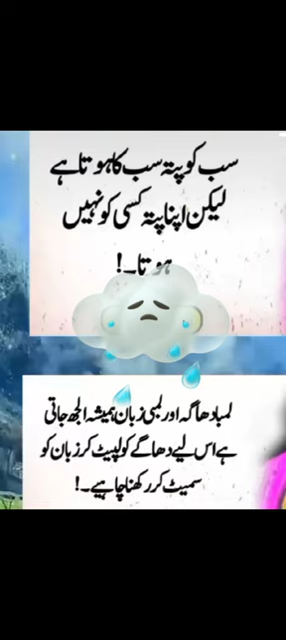 سب کو پتہ سب کا ہوتا ہے
لیکن اپنا پتہ کسی کو نہیں
ہوتا۔!
لمبا دھاگہ اور لمبی زبان ہمیشہ الجھ جاتی
ہے اس لیے دھاگے کو لپیٹ کر زبان کو
سمیٹ کر رکھنا چاہیے۔!